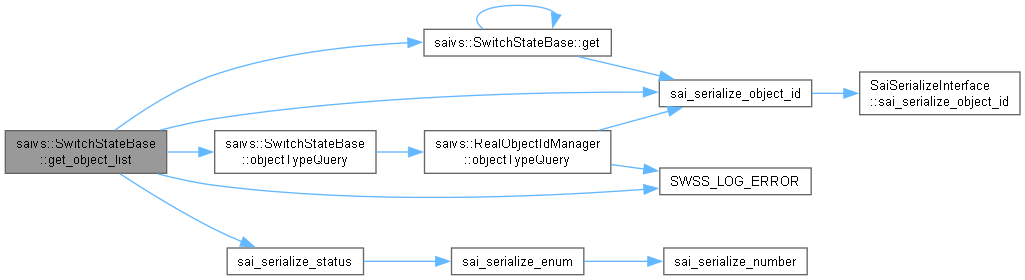 saivs::SwitchStateBase::get
sai_serialize_object_id
SaiSerializeInterface
::sai_serialize_object_id
saivs::SwitchStateBase
::get_object_list
saivs::SwitchStateBase
::objectTypeQuery
saivs::RealObjectIdManager
::objectTypeQuery
SWSS_LOG_ERROR
sai_serialize_status
sai_serialize_enum
sai_serialize_number